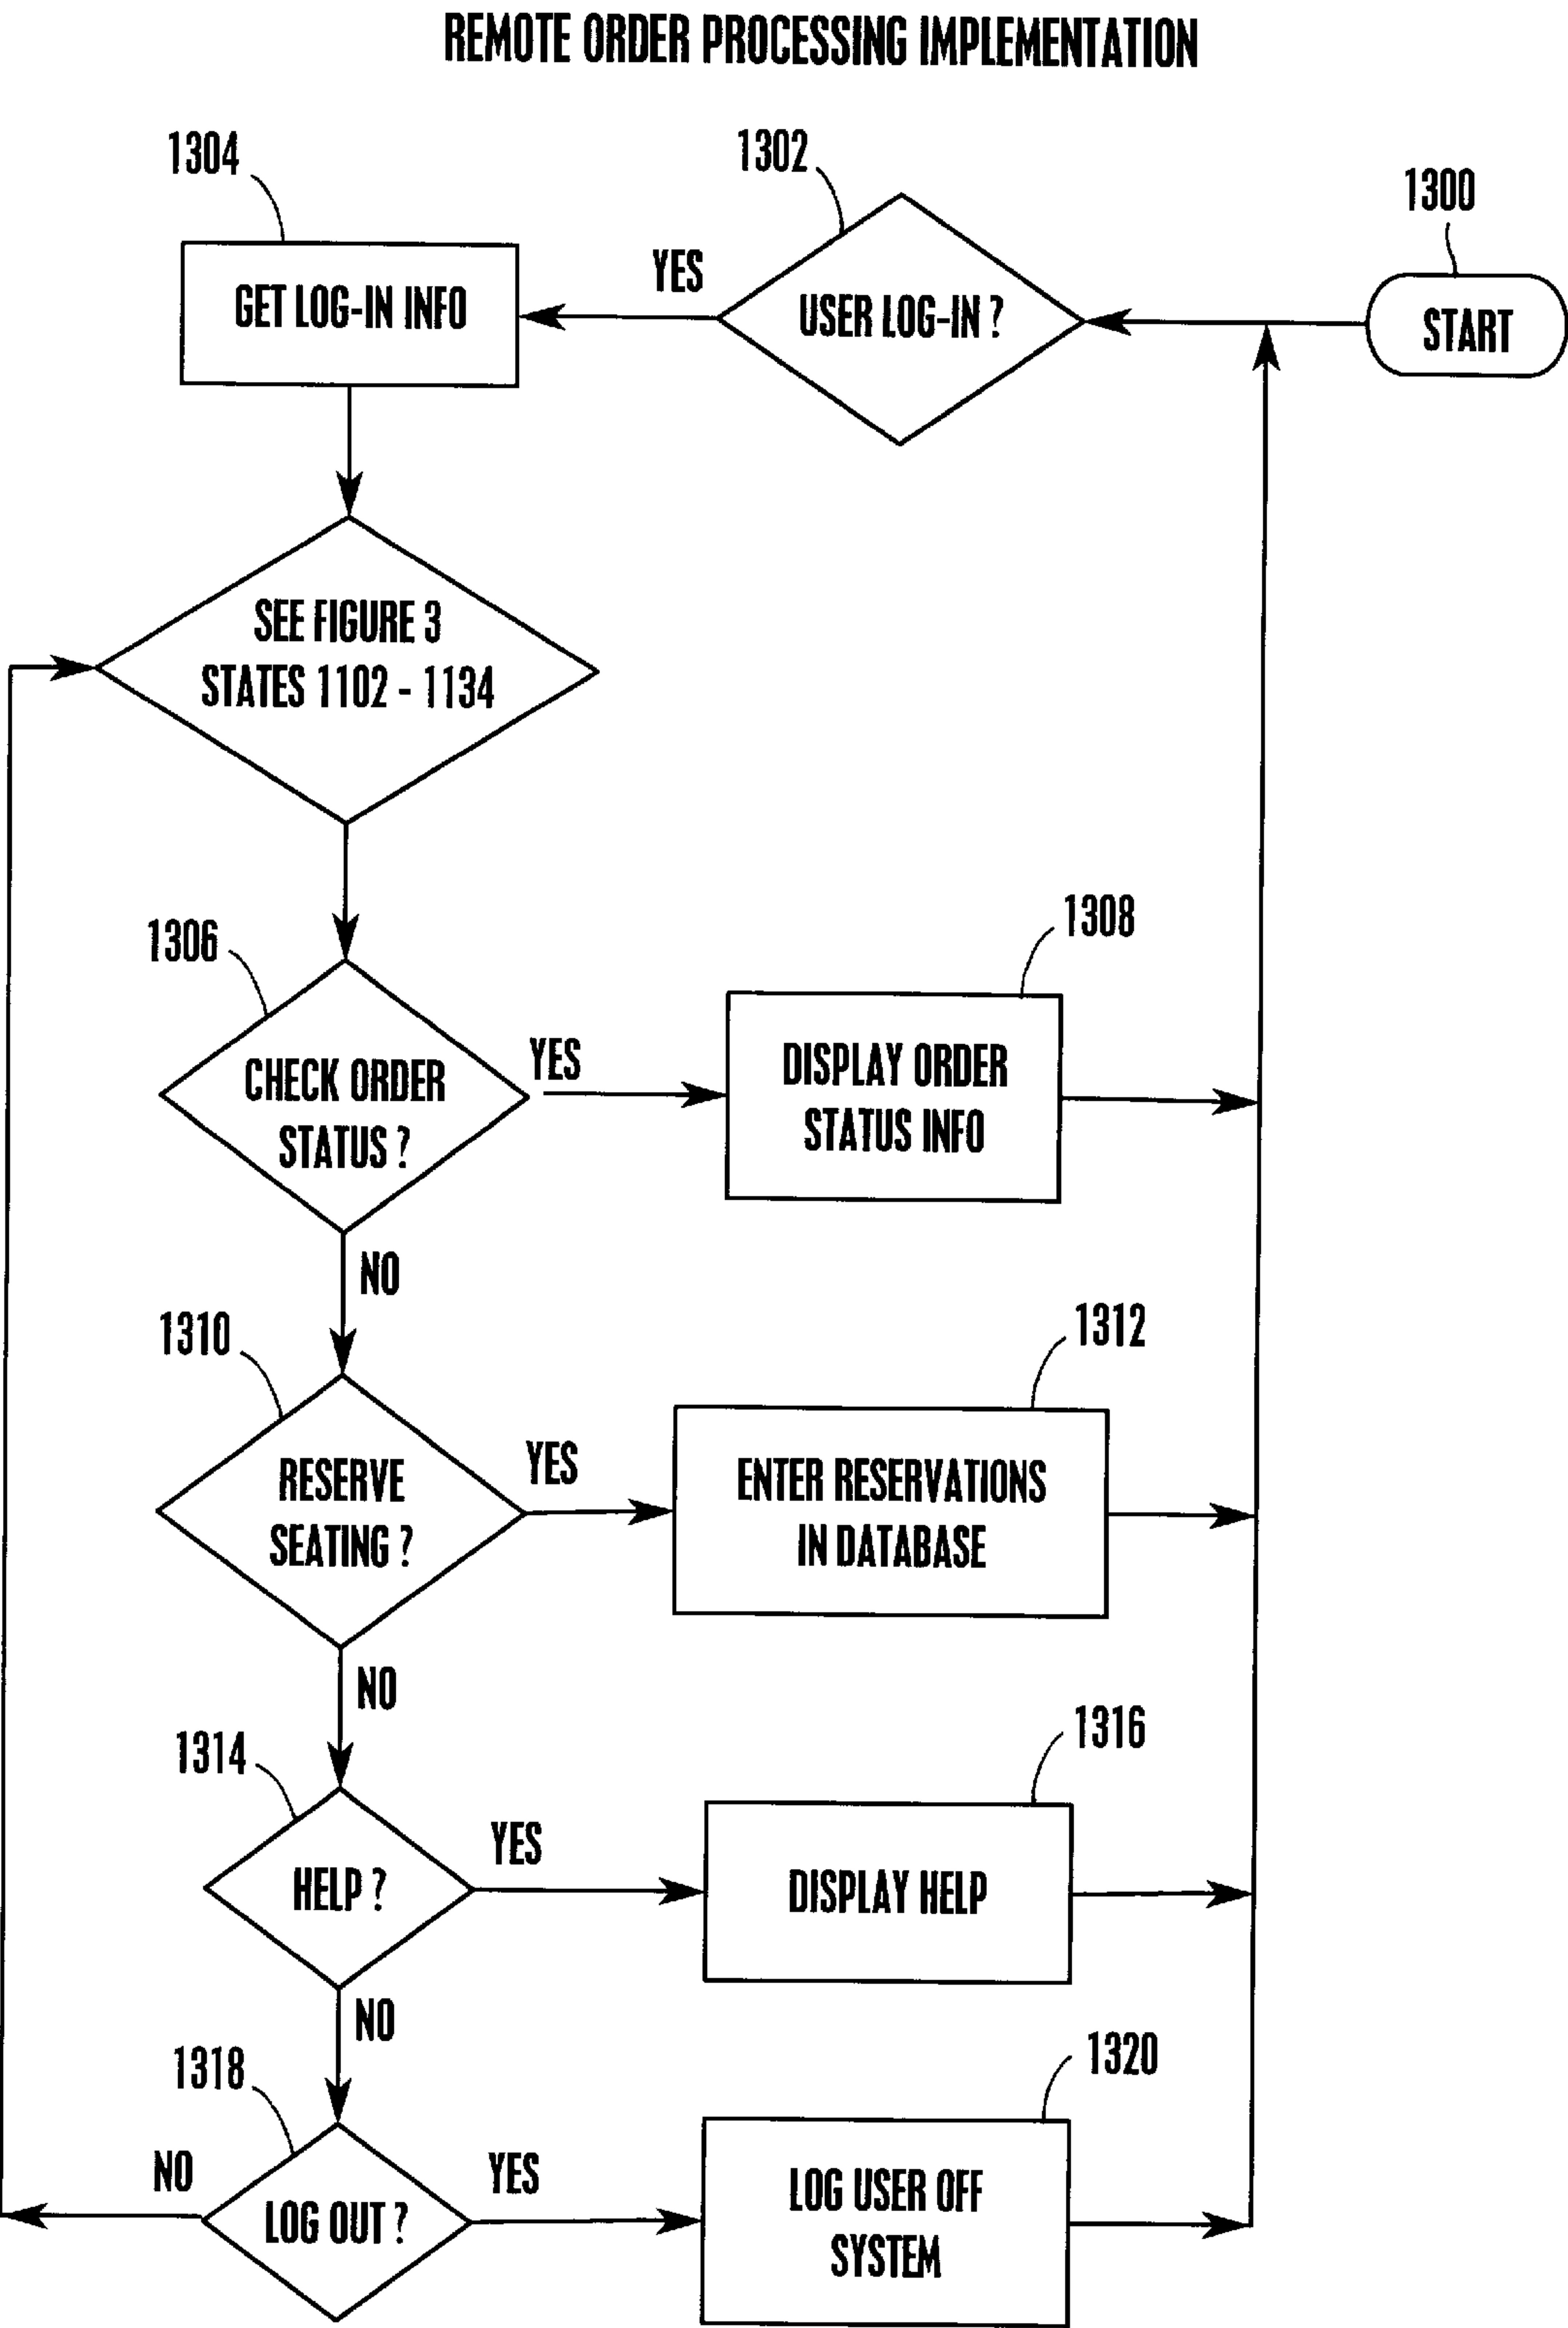 REMOTE ORDER PROCESSING IMPLEMENTATION
1304
1302
1300
GET LOG-IN INFO
YES
USER LOG-IN ?
START
SEE FIGURE 3
STATES 1102 - 1134
1306
1308
CHECK ORDER
STATUS ?
YES
DISPLAY ORDER
STATUS INFO
NO
1310
1312
RESERVE
SEATING ?
YES
ENTER RESERVATIONS
IN DATABASE
NO
1314
1316
HELP ?
YES
DISPLAY HELP
NO
1318
1320
NO
LOG OUT ?
YES
LOG USER OFF
SYSTEM